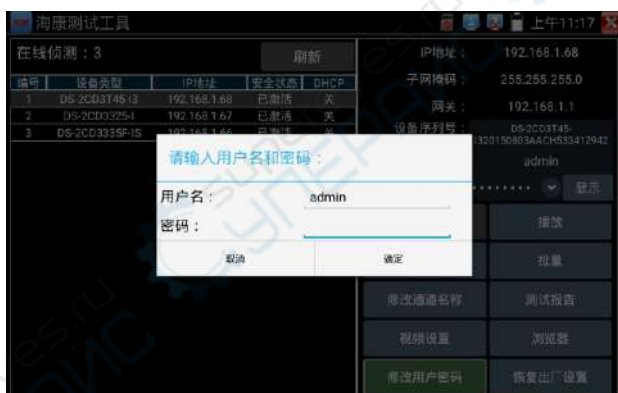 海康测试工具 上午11:17
在线侦测：3 刷新
编号 设备类型 IP地址 安全状态 DHCP
1 DS-2CD3T45-I3 192.168.1.68 已激活 关
2 DS-2CD3325-I 192.168.1.67 已激活 关
3 DS-2CD3335F-IS 192.168.1.66 已激活 关
IP地址： 192.168.1.68
子网掩码： 255.255.255.0
网关： 192.168.1.1
设备序列号： DS-2CD3T45-
admin
显示
请输入用户名和密码：
用户名： admin
密码：
取消 确定
播放
批量
修改通道名称 测试报告
视频设置 浏览器
修改用户密码 恢复出厂设置